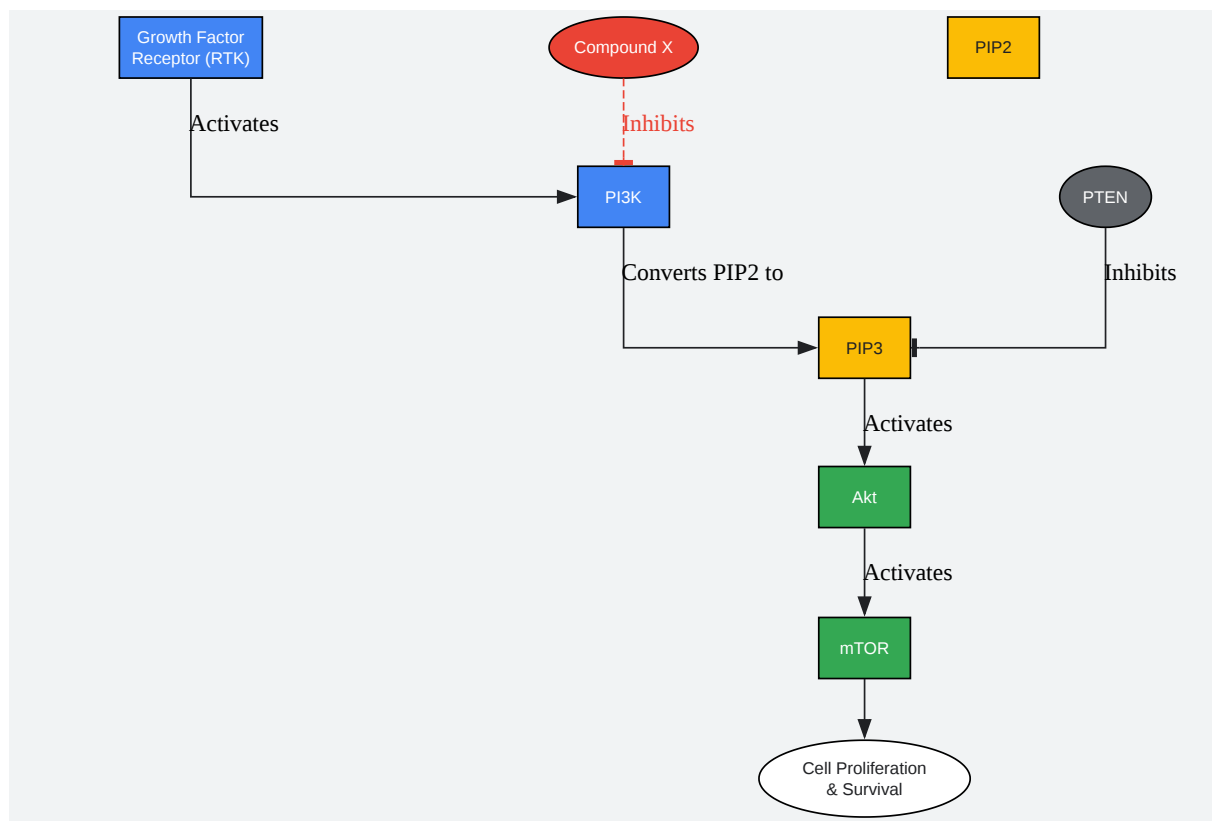 Growth Factor
Receptor (RTK)
Compound X
PIP2
Activates
Inhibits
PI3K
PTEN
Converts PIP2 to
Inhibits
PIP3
Activates
Akt
Activates
mTOR
Cell Proliferation
& Survival